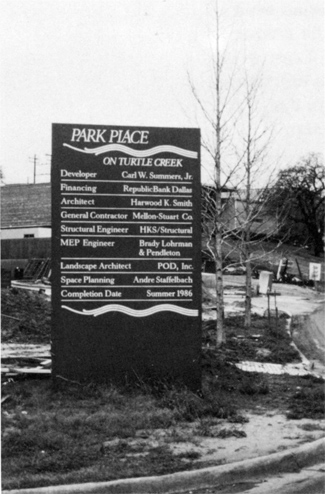 PARK PLACE
ON TURTLE CREEK
Developer Carl W. Summers, Jr.
Financing RepublicBank Dallas
Architect Harwood K. Smith
General Contractor Mellon-Stuart Co.
Structural Engineer HKS/Structural
MEP Engineer Brady Lohrman
& Pendleton
Landscape Architect POD, Inc.
Space Planning Andre Staffelbach
Completion Date Summer 1986